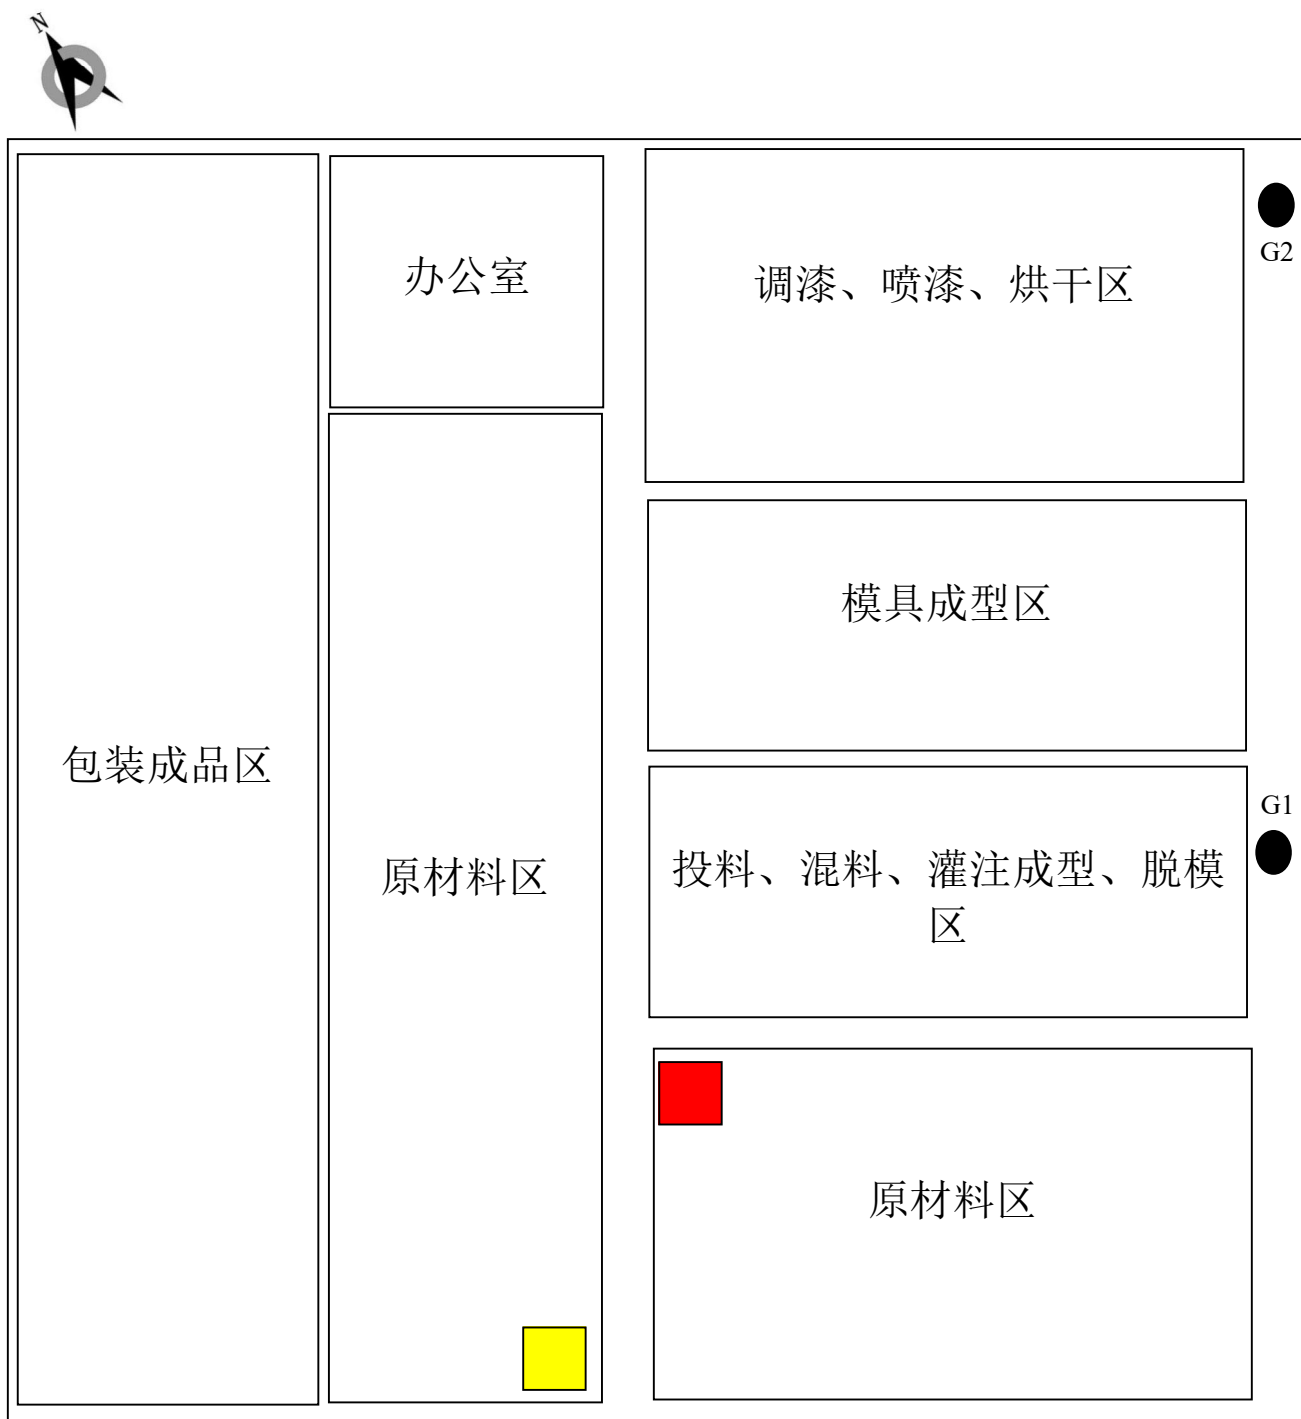 N
办公室
调漆、喷漆、烘干区
G2
模具成型区
包装成品区
原材料区
G1
投料、混料、灌注成型、脱模
区
原材料区